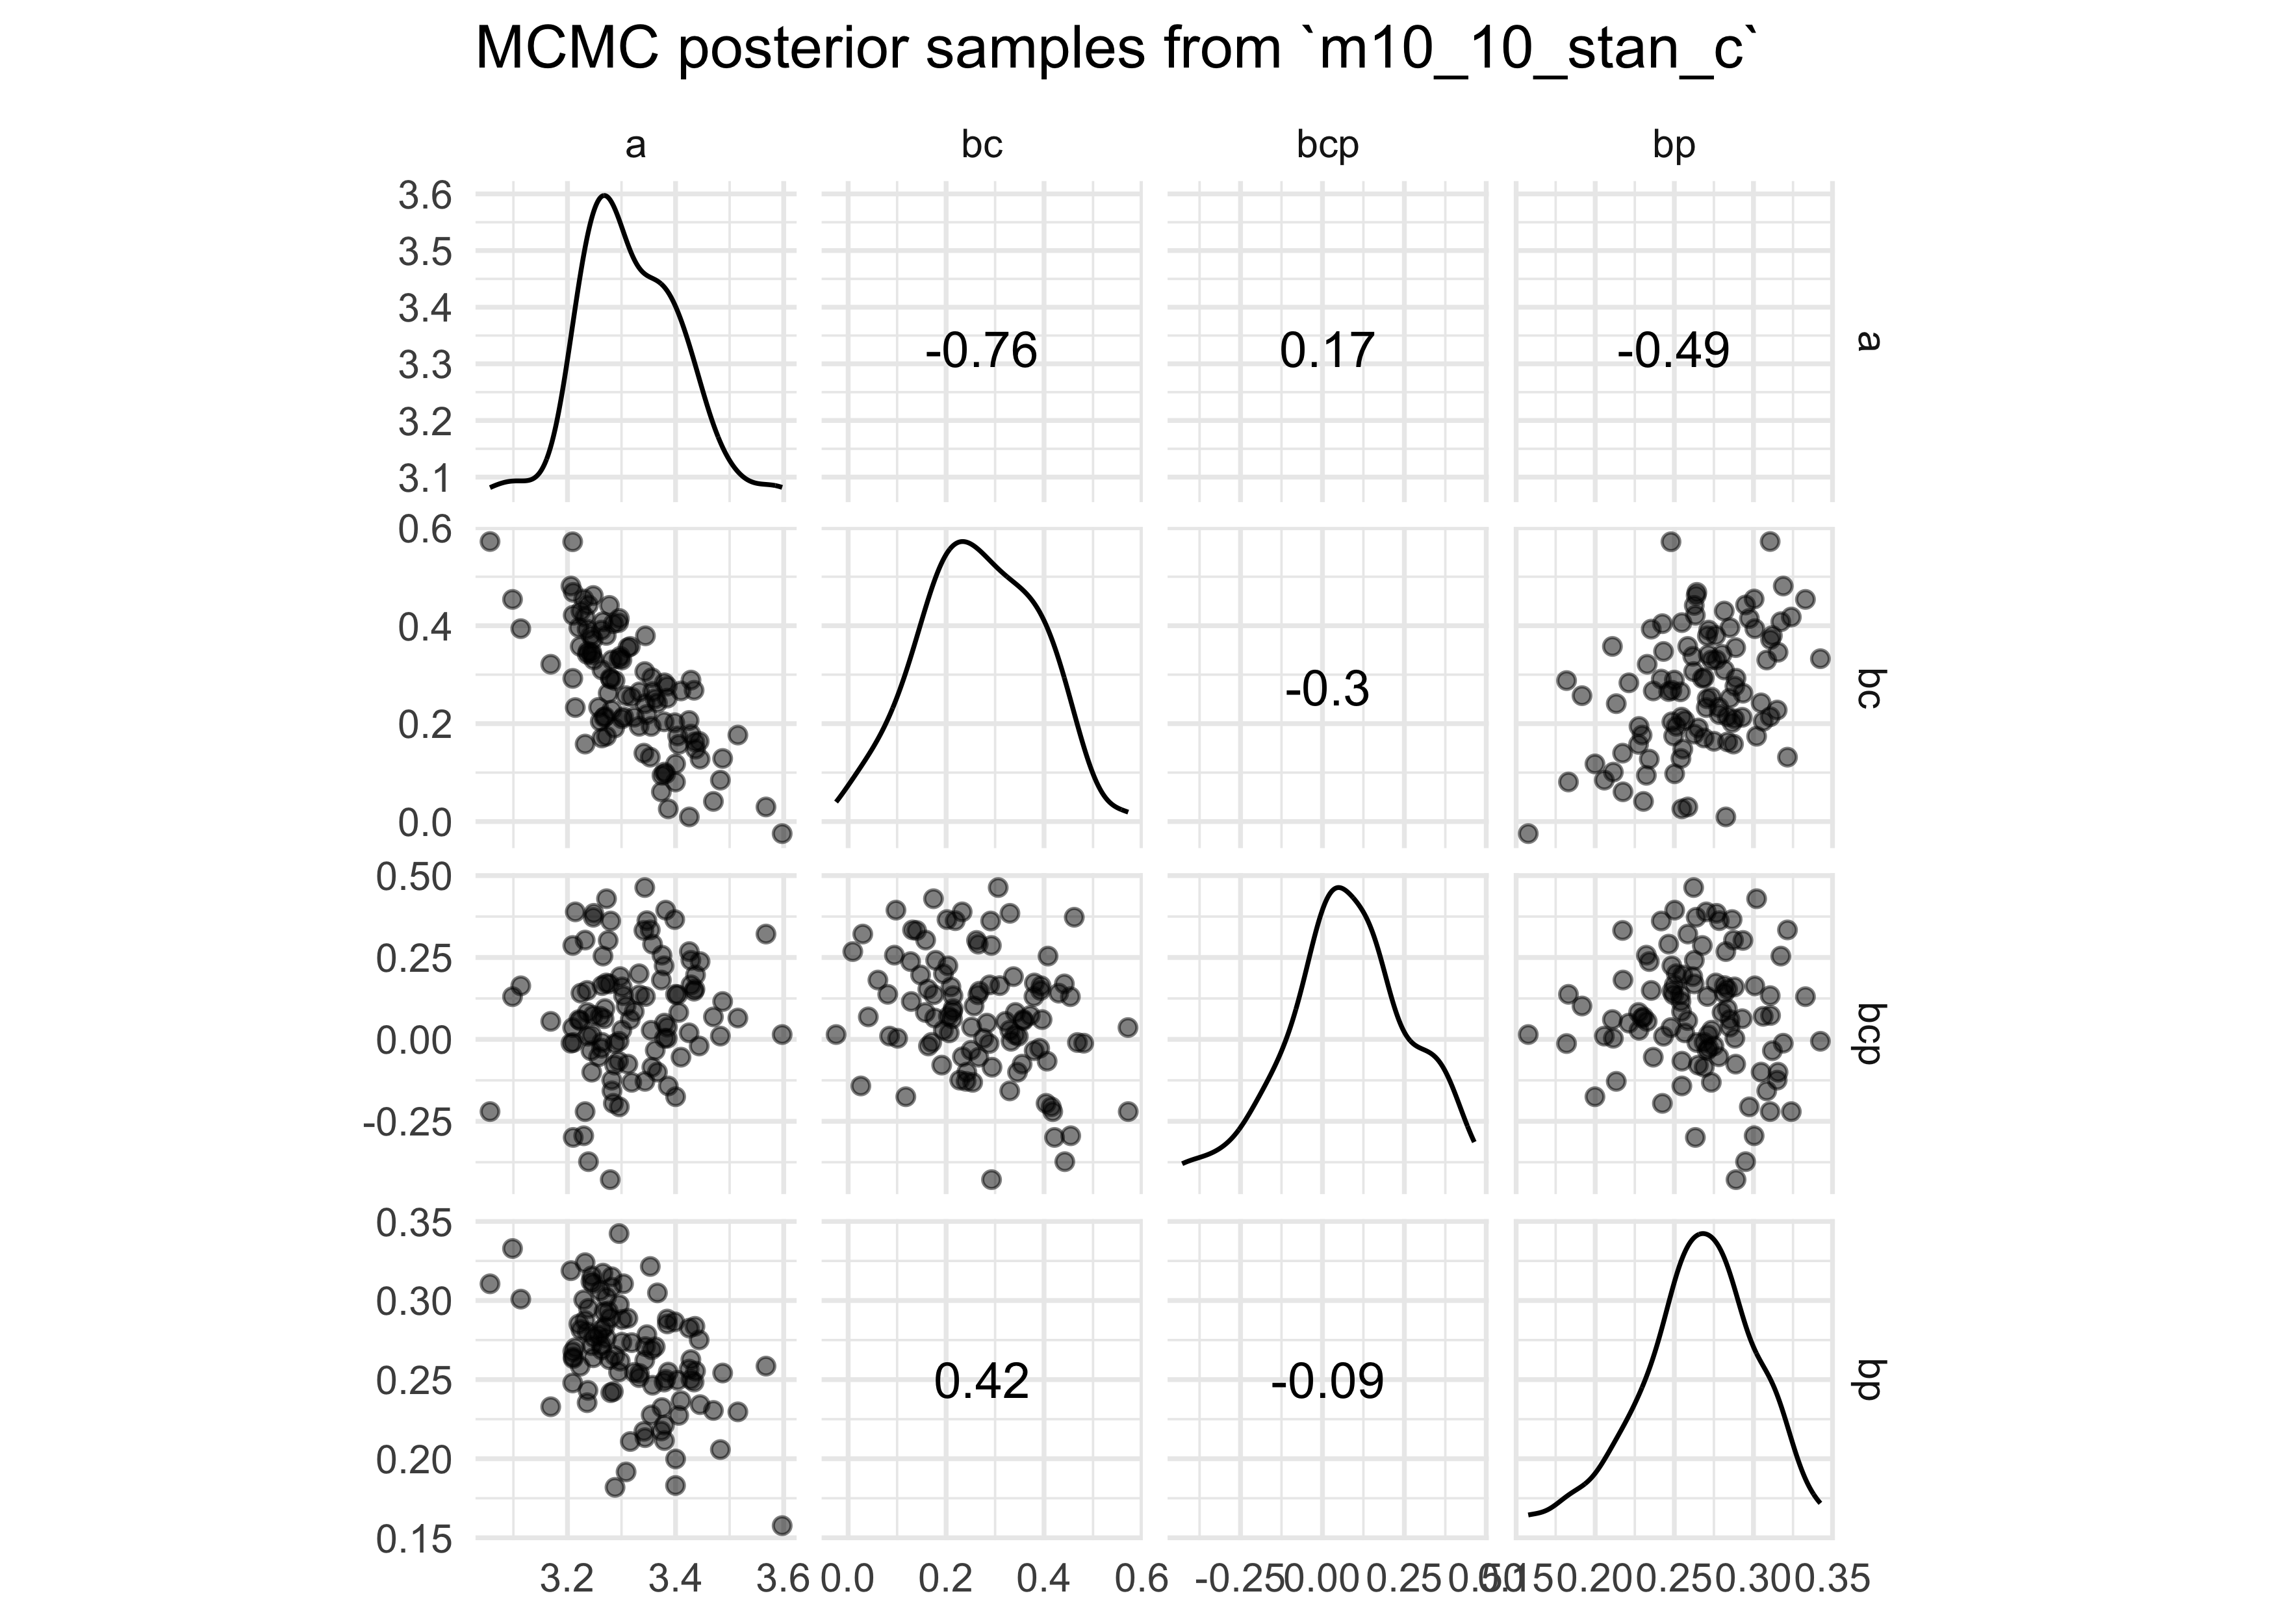 MCMC posterior samples from `m10_10_stan_c`
a bc bcp bp
3.6
3.5
3.4
3.3
3.2
3.1
-0.76 0.17 -0.49
a
0.6
0.4
0.2
0.0
-0.3
bc
0.50
0.25
0.00
-0.25
bcp
0.35
0.30
0.25
0.20
0.15
0.42 -0.09
bp
3.2 3.4 3.6 0.0 0.2 0.4 0.6 -0.25 0.00 0.25 0.50 0.15 0.20 0.25 0.30 0.35